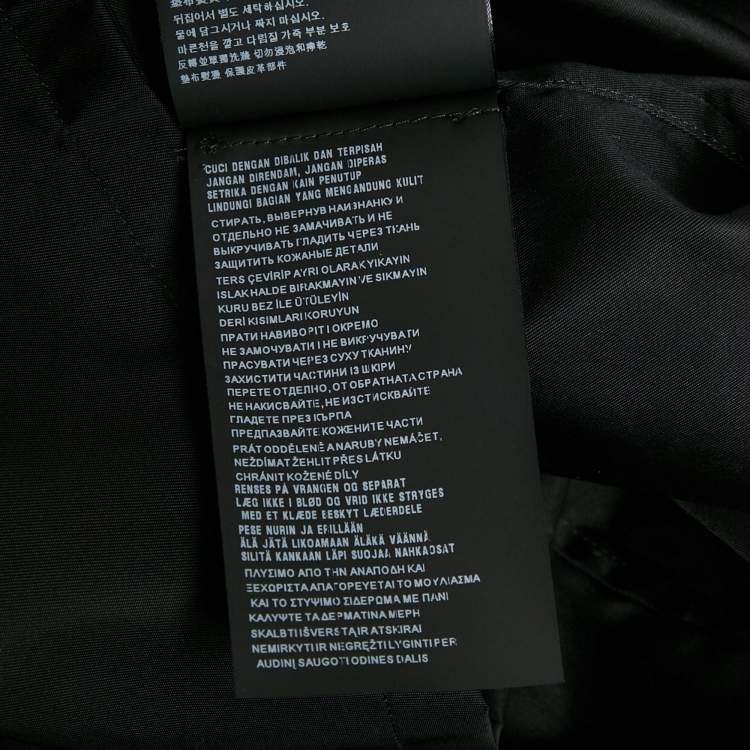 뒤집어서 별도 세탁하십시오.
물에 담그시거나 짜지 마십시오.
마른천을 깔고 다림질 가죽 부분 보호
反轉並單獨洗滌 切勿浸泡和擰乾
墊布熨燙 保護皮革部件
CUCI DENGAN DIBALIK DAN TERPISAH
JANGAN DIRENDAM, JANGAN DIPERAS
SETRIKA DENGAN KAIN PENUTUP
LINDUNGI BAGIAN YANG MENGANDUNG KULIT
СТИРАТЬ, ВЫВЕРНУВ НАИЗНАНКУ И
ОТДЕЛЬНО НЕ ЗАМАЧИВАТЬ И НЕ
ВЫКРУЧИВАТЬ ГЛАДИТЬ ЧЕРЕЗ ТКАНЬ
ЗАЩИТИТЬ КОЖАНЫЕ ДЕТАЛИ
TERS ÇEVİRİP AYRI OLARAK YIKAYIN
ISLAK HALDE BIRAKMAYIN VE SIKMAYIN
KURU BEZ İLE ÜTÜLEYİN
DERİ KISIMLARI KORUYUN
ПРАТИ НАВИВОРІТ І ОКРЕМО
НЕ ЗАМОЧУВАТИ І НЕ ВИКРУЧУВАТИ
ПРАСУВАТИ ЧЕРЕЗ СУХУ ТКАНИНУ
ЗАХИСТИТИ ЧАСТИНИ ІЗ ШКІРИ
ПЕРЕТЕ ОТДЕЛНО, ОТ ОБРАТНАТА СТРАНА
НЕ НАКИСВАЙТЕ, НЕ ИЗСТИСКВАЙТЕ
ГЛАДЕТЕ ПРЕЗ КЪРПА
ПРЕДПАЗВАЙТЕ КОЖЕНИТЕ ЧАСТИ
PRÁT ODDĚLENĚ A NARUBY NEMÁČET,
NEŽDÍMAT ŽEHLIT PŘES LÁTKU
CHRÁNIT KOŽENÉ DÍLY
RENSES PÅ VRANGEN OG SEPARAT
LÆG IKKE I BLØD OG VRID IKKE STRYGES
MED ET KLÆDE BESKYT LÆDERDELE
PESE NURIN JA ERILLÄÄN
ÄLÄ JÄTÄ LIKOAMAAN ÄLÄKÄ VÄÄNNÄ
SILITÄ KANKAAN LÄPI SUOJAA NAHKAOSAT
ΠΛΥΣΙΜΟ ΑΠΟ ΤΗΝ ΑΝΑΠΟΔΗ ΚΑΙ
ΞΕΧΩΡΙΣΤΑ ΑΠΑΓΟΡΕΥΕΤΑΙ ΤΟ ΜΟΥΛΙΑΣΜΑ
ΚΑΙ ΤΟ ΣΤΥΨΙΜΟ ΣΙΔΕΡΩΜΑ ΜΕ ΠΑΝΙ
ΚΑΛΥΨΤΕ ΤΑ ΔΕΡΜΑΤΙΝΑ ΜΕΡΗ
SKALBTI IŠVERSTĄ IR ATSKIRAI
NEMIRKYTI IR NEGRĘŽTI LYGINTI PER
AUDINĮ SAUGOTI ODINES DALIS